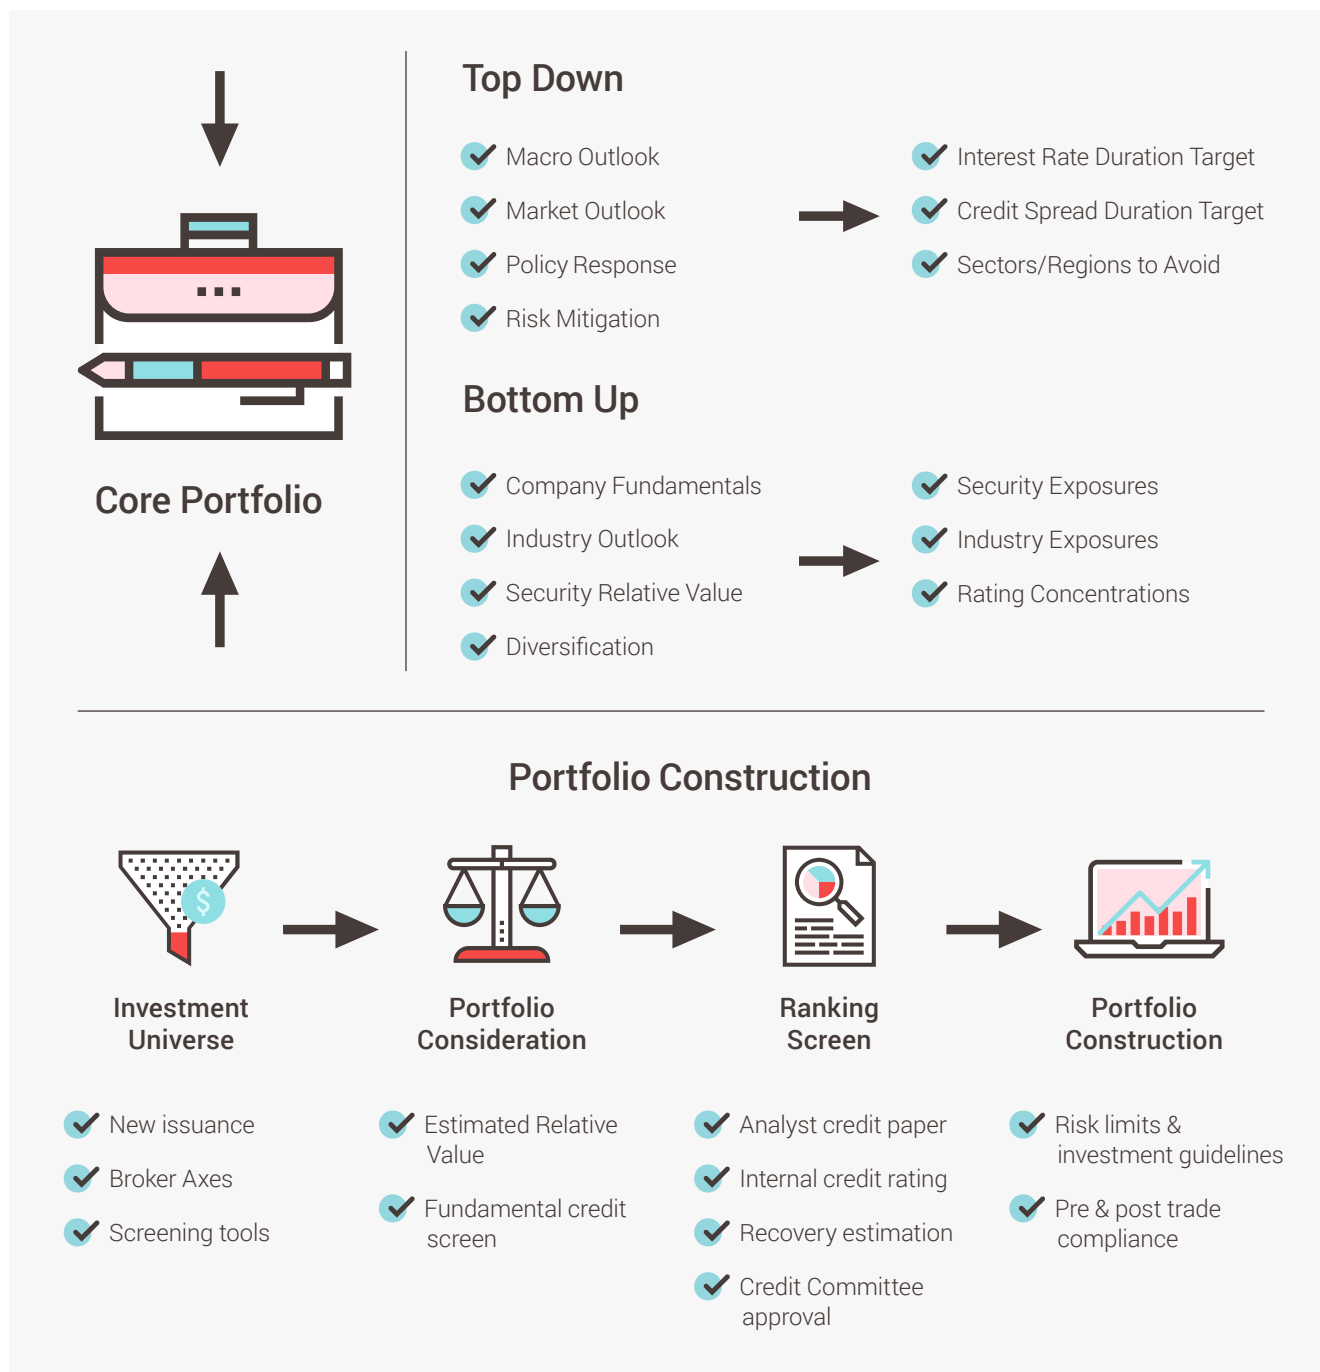 Top Down
Macro Outlook
Market Outlook
Policy Response
Risk Mitigation
Interest Rate Duration Target
Credit Spread Duration Target
Sectors/Regions to Avoid
Core Portfolio
Bottom Up
Company Fundamentals
Industry Outlook
Security Relative Value
Diversification
Security Exposures
Industry Exposures
Rating Concentrations
Portfolio Construction
$
Investment
Universe
New issuance
Broker Axes
Screening tools
Portfolio
Consideration
Estimated Relative
Value
Fundamental credit
screen
Ranking
Screen
Analyst credit paper
Internal credit rating
Recovery estimation
Credit Committee
approval
Portfolio
Construction
Risk limits &
investment guidelines
Pre & post trade
compliance